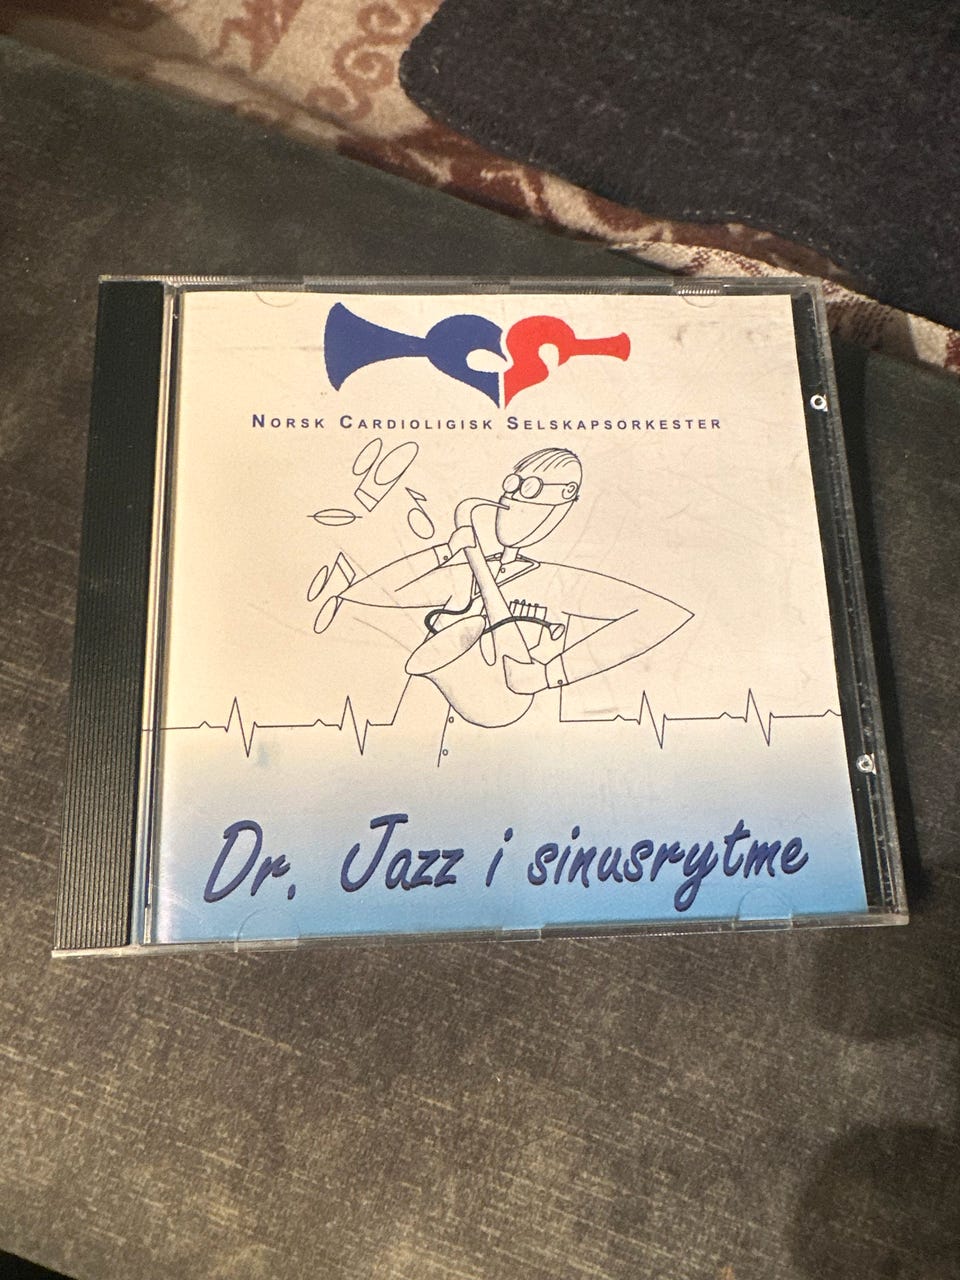 Norsk Cardioligisk Selskapsorkester
Dr. Jazz i sinusrytme